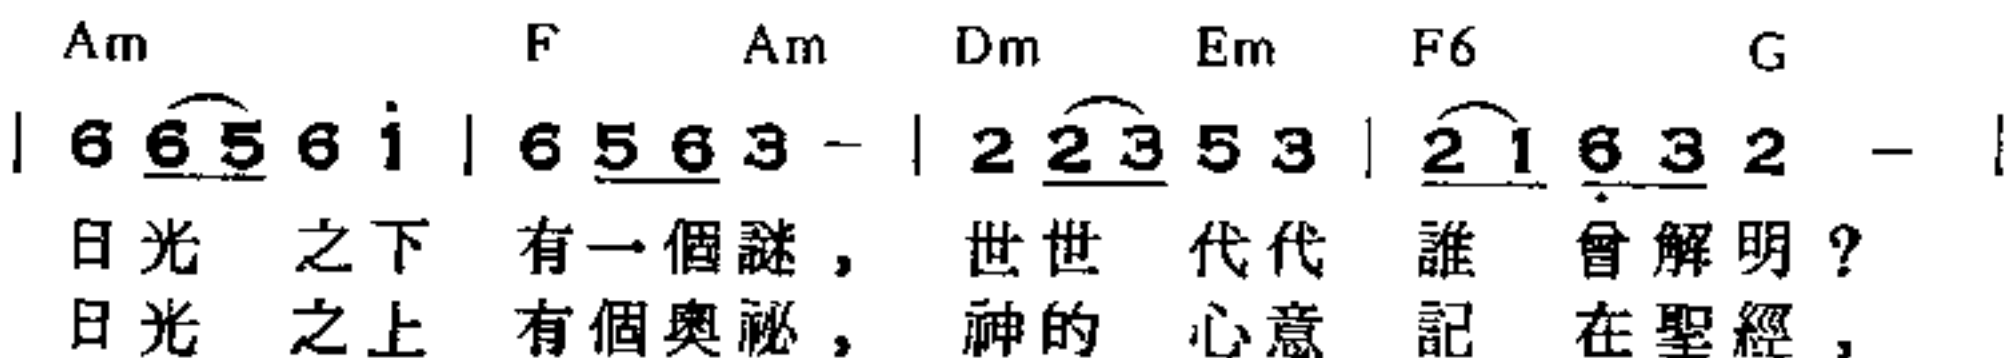 Am F Am Dm Em F6 G
| 6 6 5 6 i | 6 5 6 3 – | 2 2 3 5 3 | 2 1 6 3 2 – |
日光 之下 有一個謎， 世世 代代 誰 曾解明？
日光 之上 有個奧祕， 神的 心意 記 在聖經，